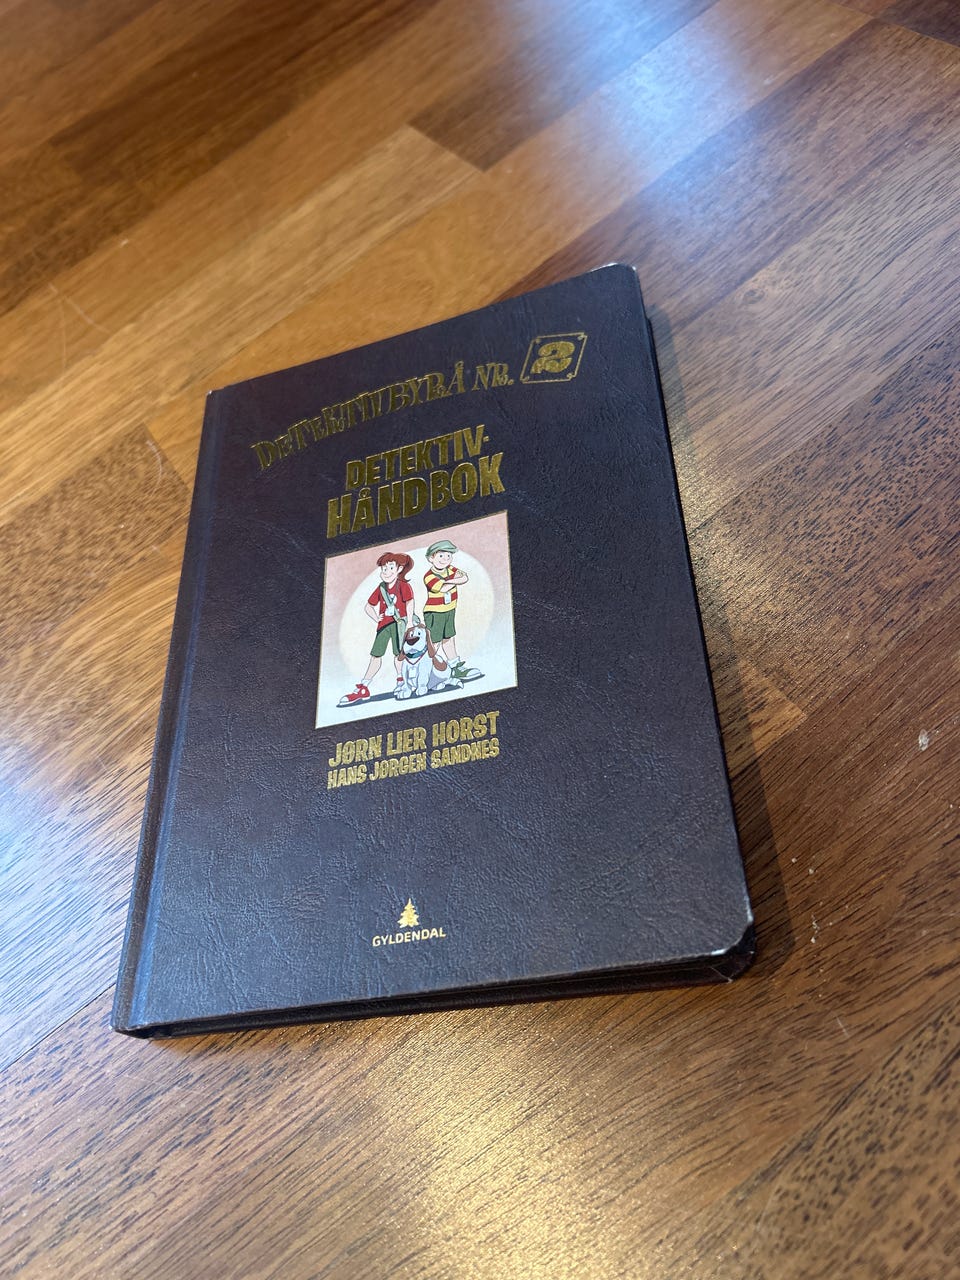 DETEKTIVBYRÅ NR. 2
DETEKTIV-
HÅNDBOK
JØRN LIER HORST
HANS JØRGEN SANDNES
GYLDENDAL